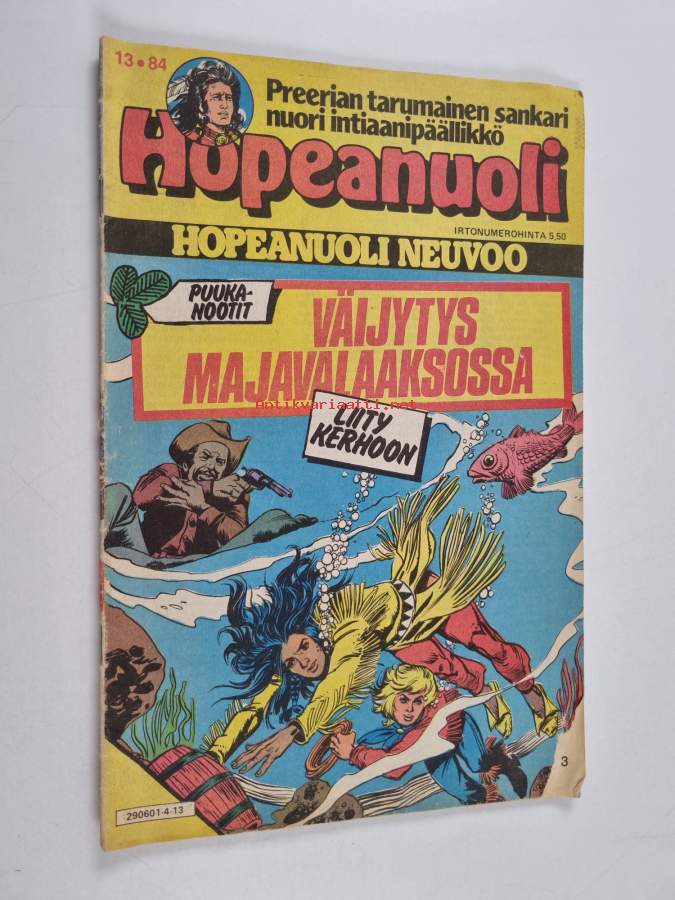 13•84
Preerian tarumainen sankari
nuori intiaanipäällikkö
Hopeanuoli
IRTONUMEROHINTA 5,50
HOPEANUOLI NEUVOO
PUUKA-
NOOTIT
VÄIJYTYS
MAJAVALAAKSOSSA
antikvariaatti.net
LIITY
KERHOON
3
290601-4-13